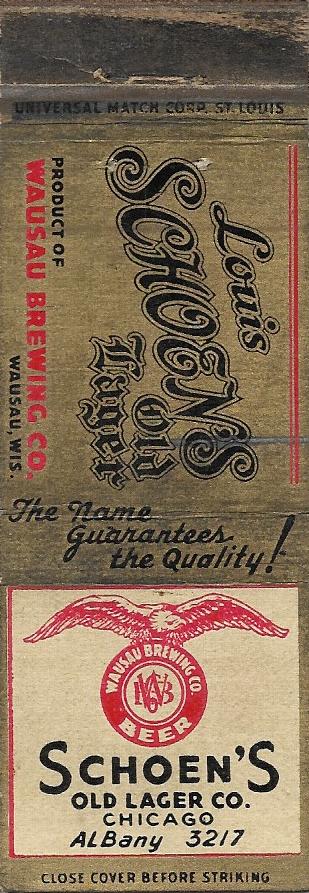 UNIVERSAL MATCH CORP. ST. LOUIS
Louis
SCHOEN'S
Old
Lager
PRODUCT OF
WAUSAU BREWING CO.
WAUSAU, WIS.
The Name
Guarantees
the Quality!
WAUSAU BREWING CO.
WBC
BEER
SCHOEN'S
OLD LAGER CO.
CHICAGO
ALBany 3217
CLOSE COVER BEFORE STRIKING